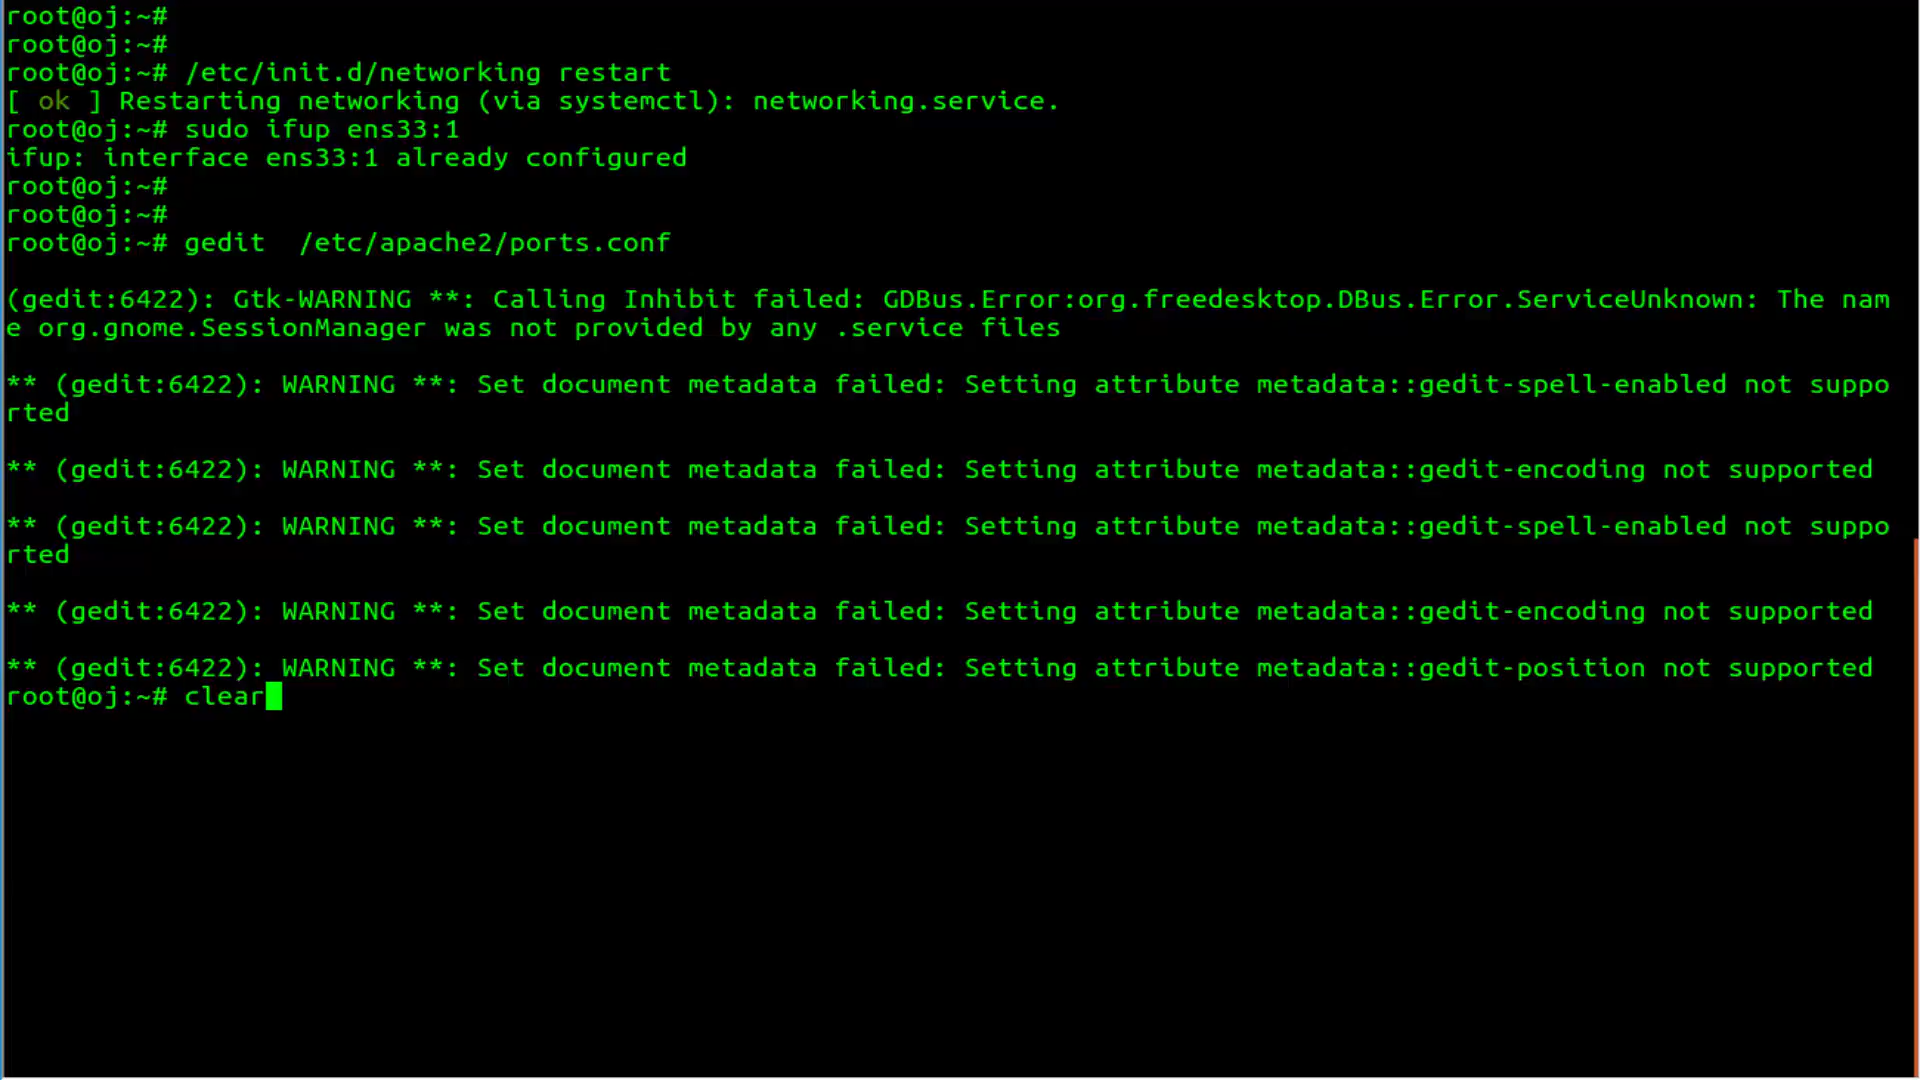 root@oj:~#
root@oj:~#
root@oj:~# /etc/init.d/networking restart
[ ok ] Restarting networking (via systemctl): networking.service.
root@oj:~# sudo ifup ens33:1
ifup: interface ens33:1 already configured
root@oj:~#
root@oj:~#
root@oj:~# gedit  /etc/apache2/ports.conf
(gedit:6422): Gtk-WARNING **: Calling Inhibit failed: GDBus.Error:org.freedesktop.DBus.Error.ServiceUnknown: The nam
e org.gnome.SessionManager was not provided by any .service files
** (gedit:6422): WARNING **: Set document metadata failed: Setting attribute metadata::gedit-spell-enabled not suppo
rted
** (gedit:6422): WARNING **: Set document metadata failed: Setting attribute metadata::gedit-encoding not supported
** (gedit:6422): WARNING **: Set document metadata failed: Setting attribute metadata::gedit-spell-enabled not suppo
rted
** (gedit:6422): WARNING **: Set document metadata failed: Setting attribute metadata::gedit-encoding not supported
** (gedit:6422): WARNING **: Set document metadata failed: Setting attribute metadata::gedit-position not supported
root@oj:~# clear